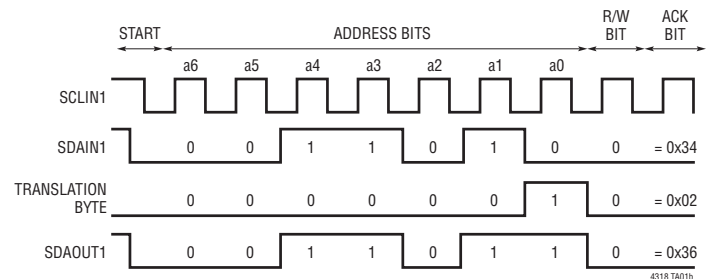 R/W
START ADDRESS BITS BIT ACK BIT
a6 a5 a4 a3 a2 a1 a0
SCLIN1
SDAIN1 0 0 1 1 0 1 0 0 = 0x34
TRANSLATION BYTE 0 0 0 0 0 0 1 0 = 0x02
SDAOUT1 0 0 1 1 0 1 1 0 = 0x36
4318 TA01b